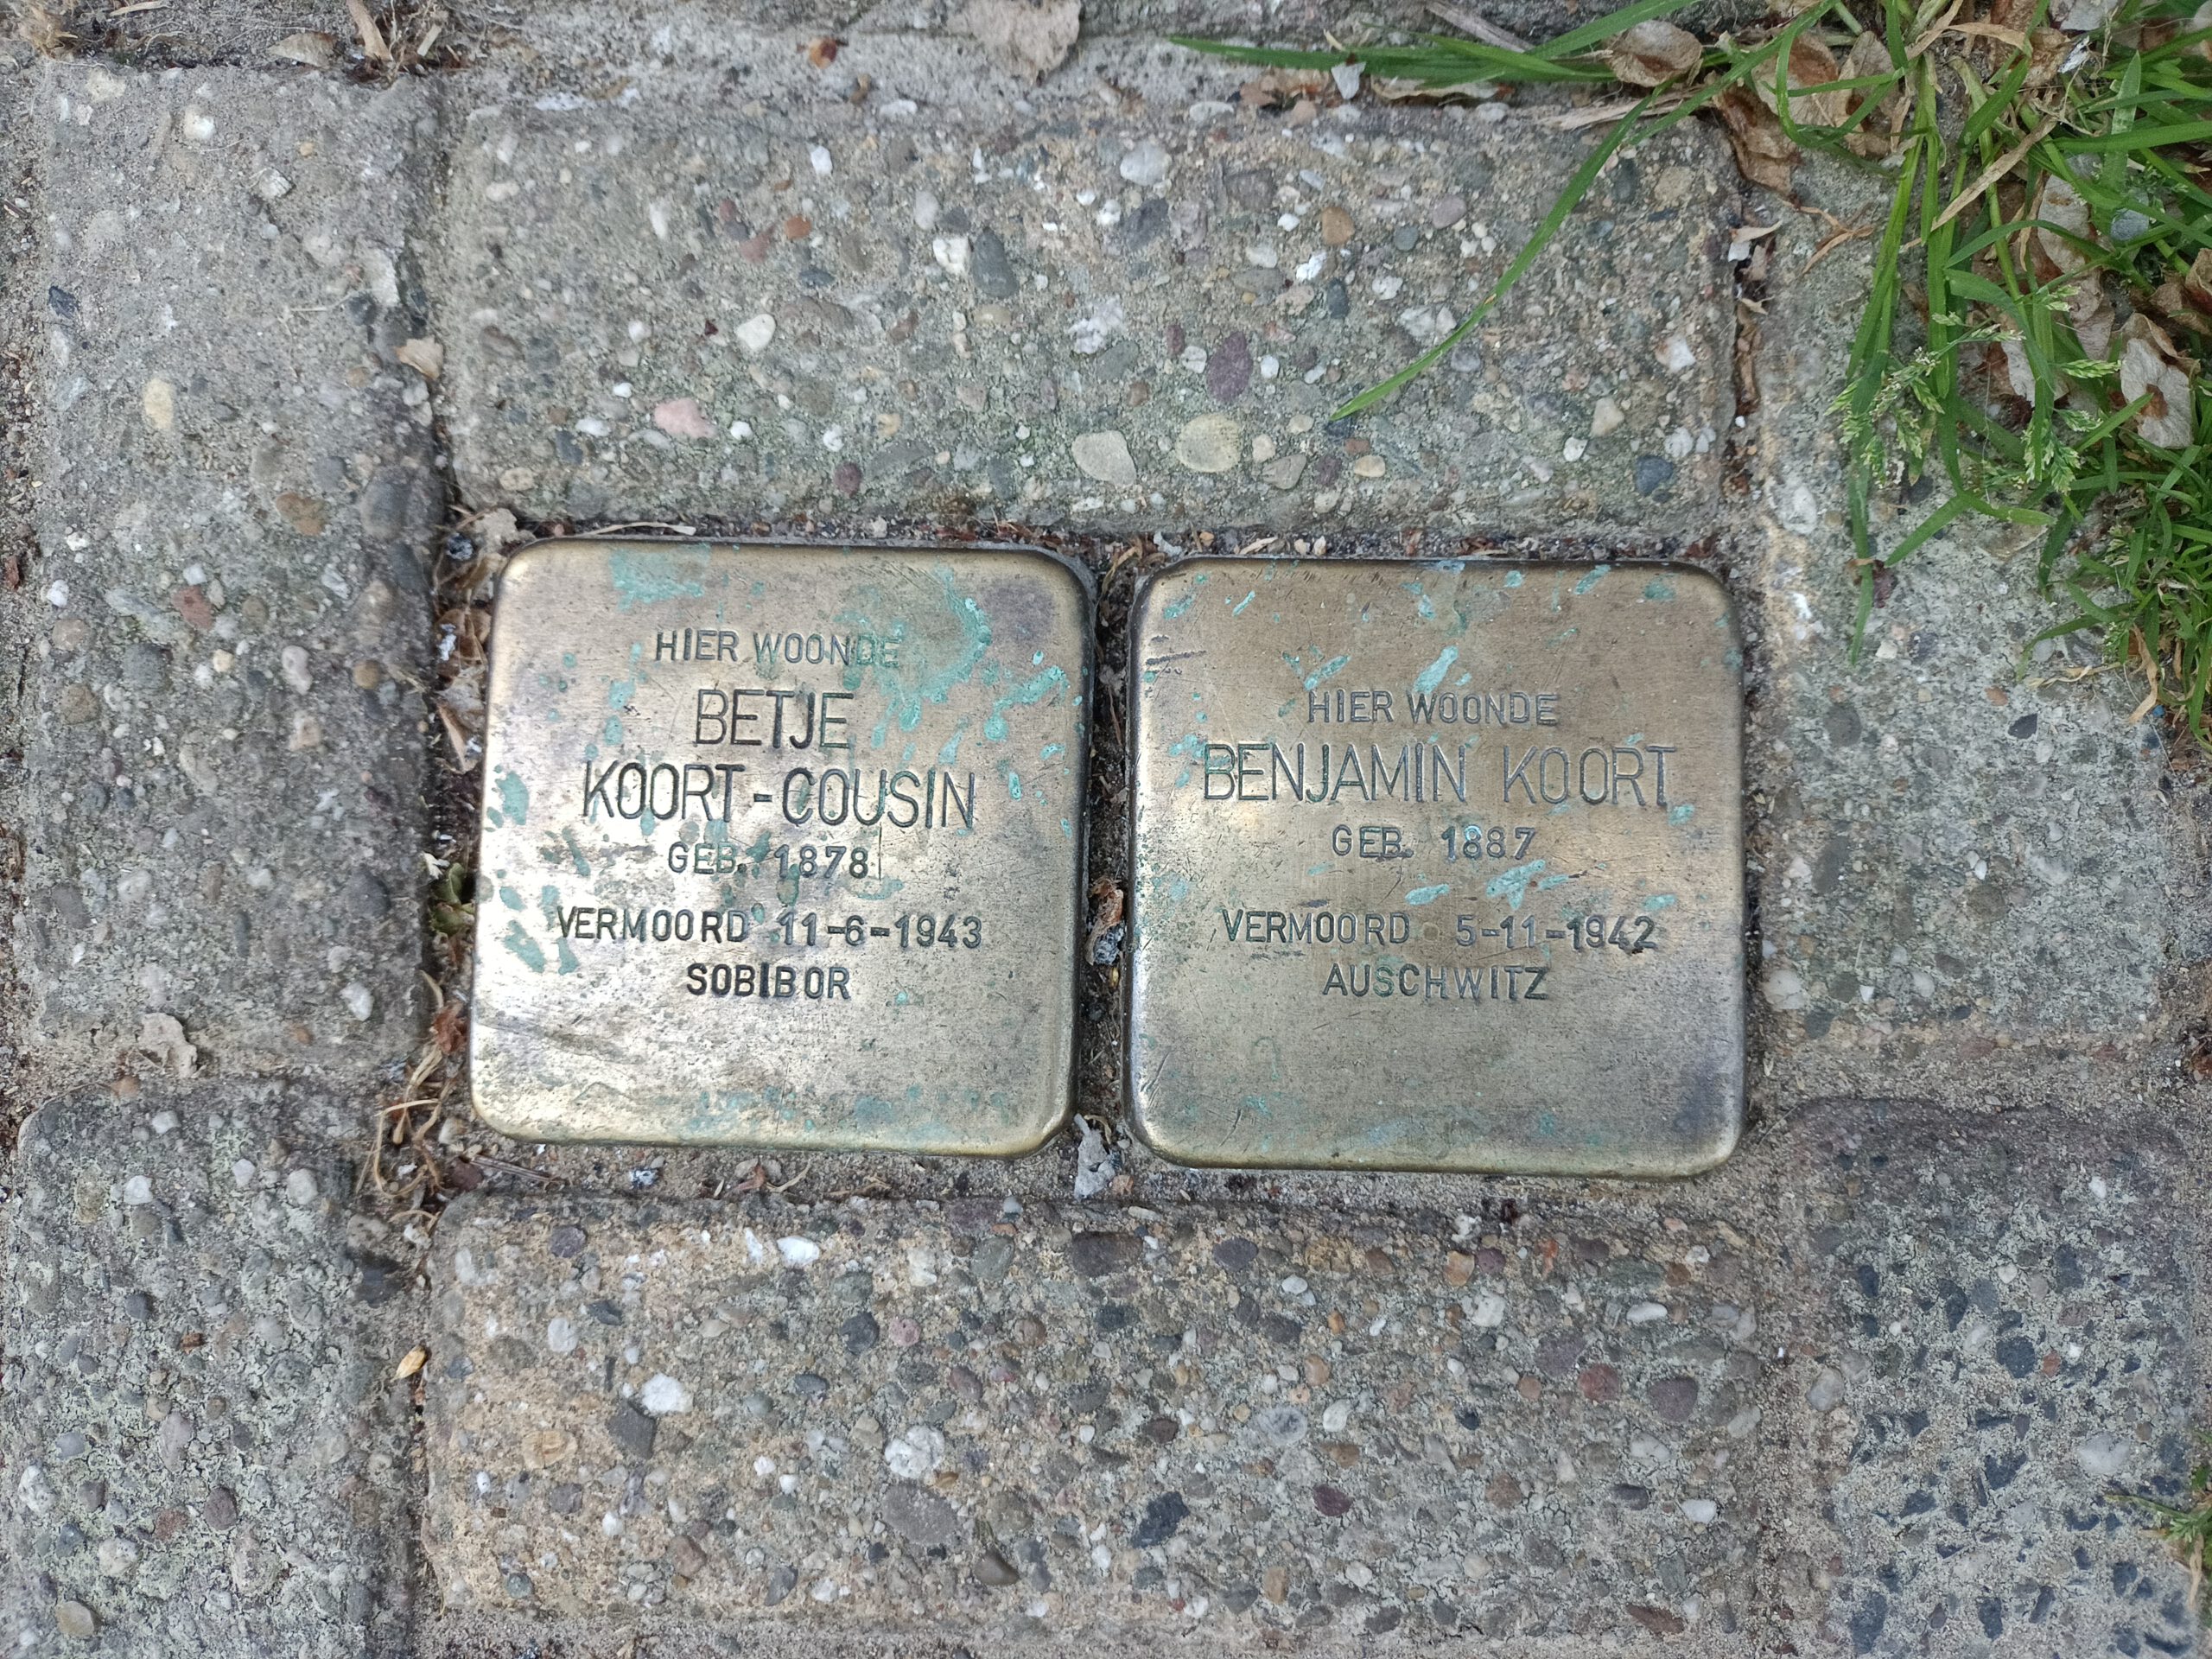 HIER WOONDE
BETJE
KOORT-COUSIN
GEB. 1878
VERMOORD 11-6-1943
SOBIBOR
HIER WOONDE
BENJAMIN KOORT
GEB. 1887
VERMOORD 5-11-1942
AUSCHWITZ